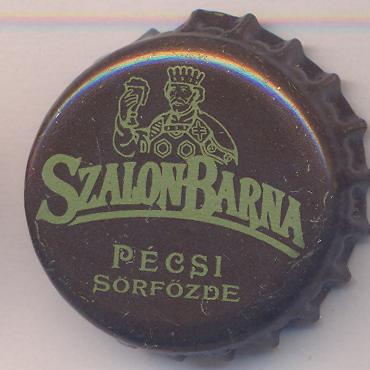 SZALON BARNA
PÉCSI
SÖRFŐZDE